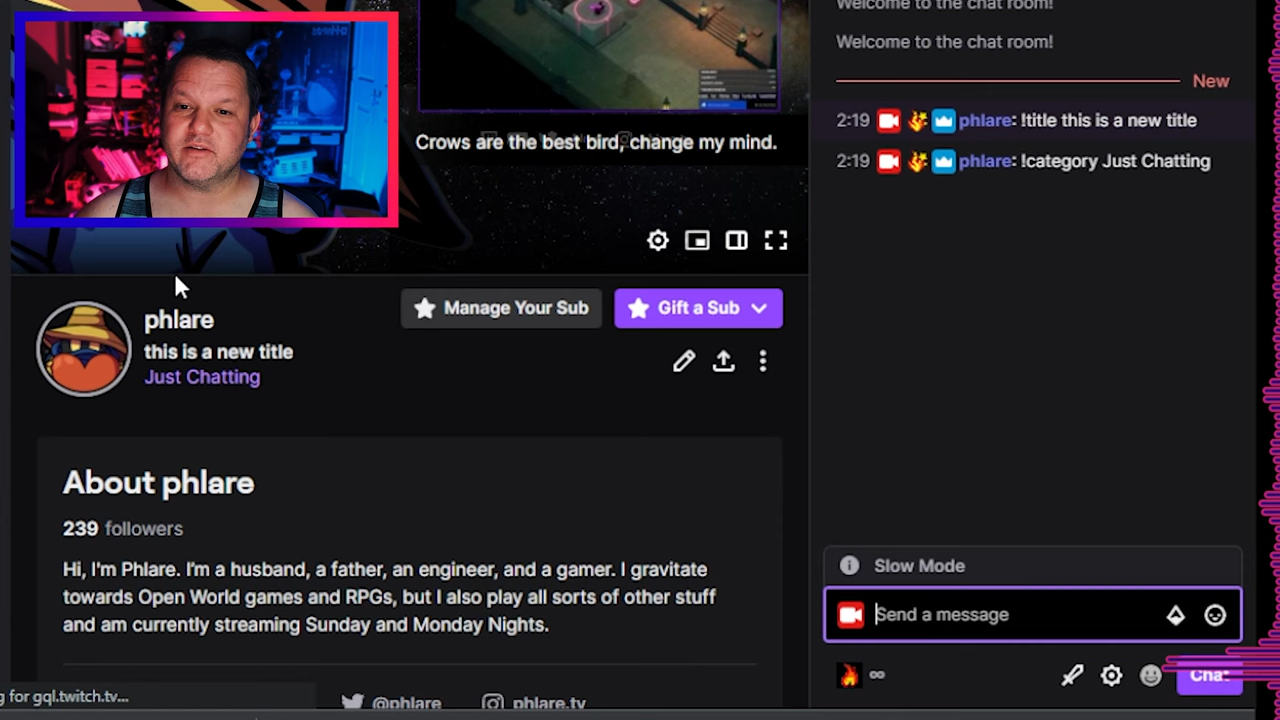 Welcome to the chat room!
Welcome to the chat room!
New
2:19 phlare: !title this is a new title
2:19 phlare: !category Just Chatting
Crows are the best bird, change my mind.
phlare
this is a new title
Just Chatting
Manage Your Sub
Gift a Sub
About phlare
239 followers
Hi, I'm Phlare. I'm a husband, a father, an engineer, and a gamer. I gravitate
towards Open World games and RPGs, but I also play all sorts of other stuff
and am currently streaming Sunday and Monday Nights.
Slow Mode
Send a message
∞
Chat
g for gql.twitch.tv...
@phlare
phlare.tv